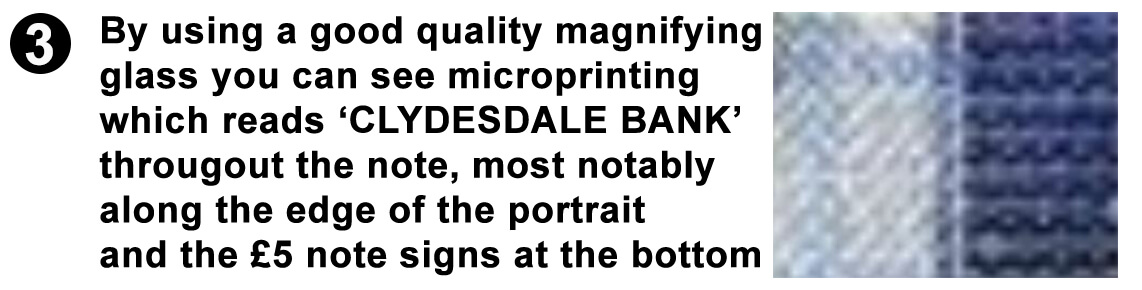 3 By using a good quality magnifying
glass you can see microprinting
which reads ‘CLYDESDALE BANK’
througout the note, most notably
along the edge of the portrait
and the £5 note signs at the bottom